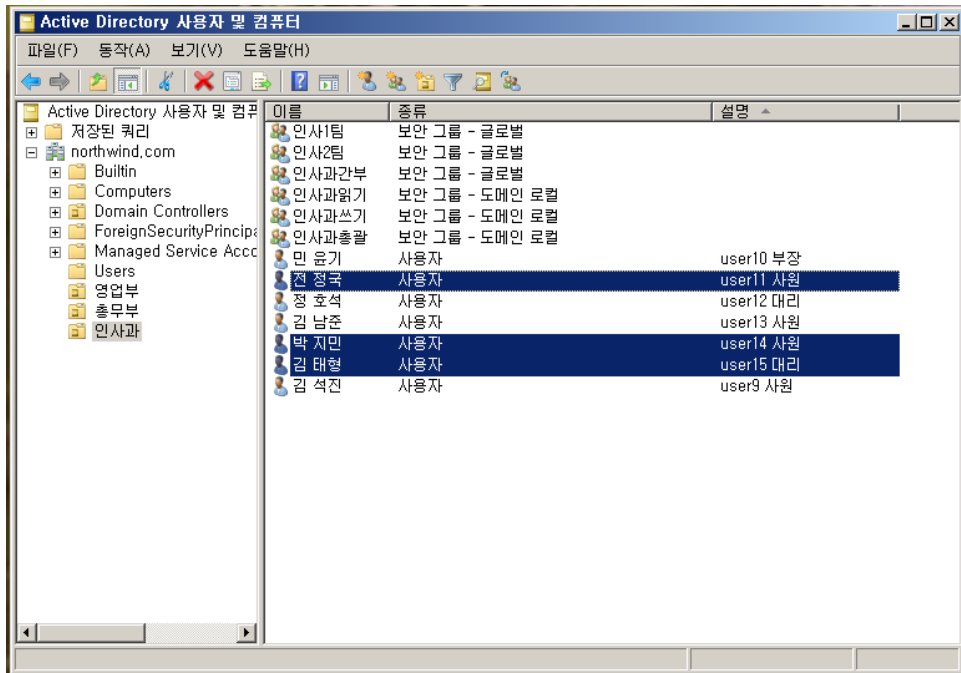 Active Directory 사용자 및 컴퓨터
파일(F) 동작(A) 보기(V) 도움말(H)
Active Directory 사용자 및 컴퓨
저장된 쿼리
northwind.com
Builtin
Computers
Domain Controllers
ForeignSecurityPrincipa
Managed Service Acco
Users
영업부
총무부
인사과
이름 종류 설명
인사1팀 보안 그룹 - 글로벌
인사2팀 보안 그룹 - 글로벌
인사과간부 보안 그룹 - 글로벌
인사과읽기 보안 그룹 - 도메인 로컬
인사과쓰기 보안 그룹 - 도메인 로컬
인사과총괄 보안 그룹 - 도메인 로컬
민 윤기 사용자 user10 부장
전 정국 사용자 user11 사원
정 호석 사용자 user12 대리
김 남준 사용자 user13 사원
박 지민 사용자 user14 사원
김 태형 사용자 user15 대리
김 석진 사용자 user9 사원